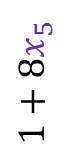 1 + 8x₅